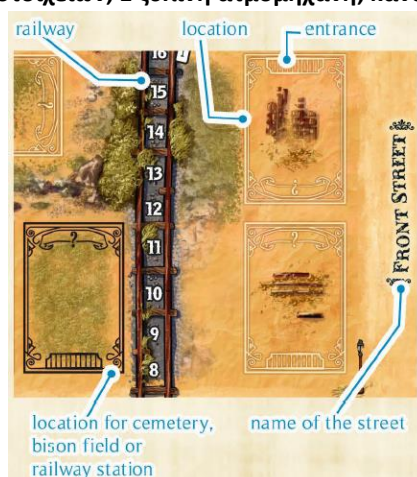 railway
location
entrance
16
15
14
13
12
11
10
9
8
?
?
?
?
FRONT STREET
location for cemetery,
bison field or
railway station
name of the street